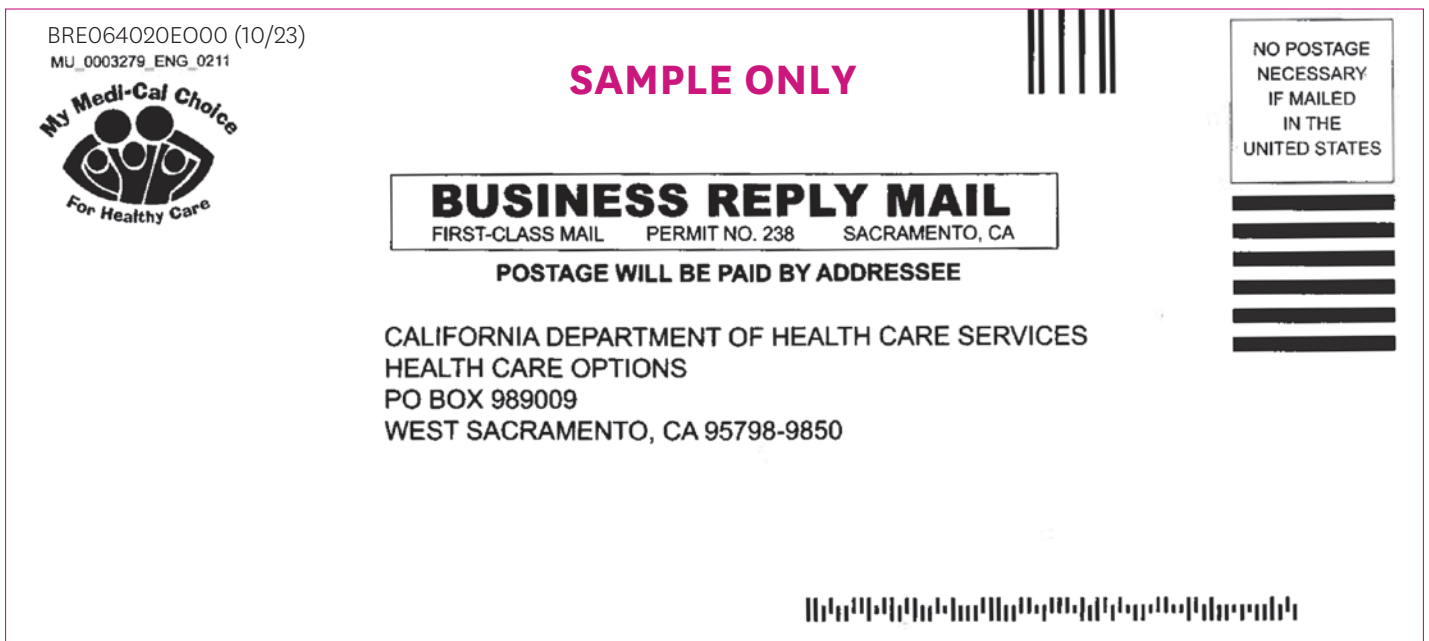 BRE064020EO00 (10/23)
MU_0003279_ENG_0211
My Medi-Cal Choice
For Healthy Care
SAMPLE ONLY
NO POSTAGE
NECESSARY
IF MAILED
IN THE
UNITED STATES
BUSINESS REPLY MAIL
FIRST-CLASS MAIL PERMIT NO. 238 SACRAMENTO, CA
POSTAGE WILL BE PAID BY ADDRESSEE
CALIFORNIA DEPARTMENT OF HEALTH CARE SERVICES
HEALTH CARE OPTIONS
PO BOX 989009
WEST SACRAMENTO, CA 95798-9850